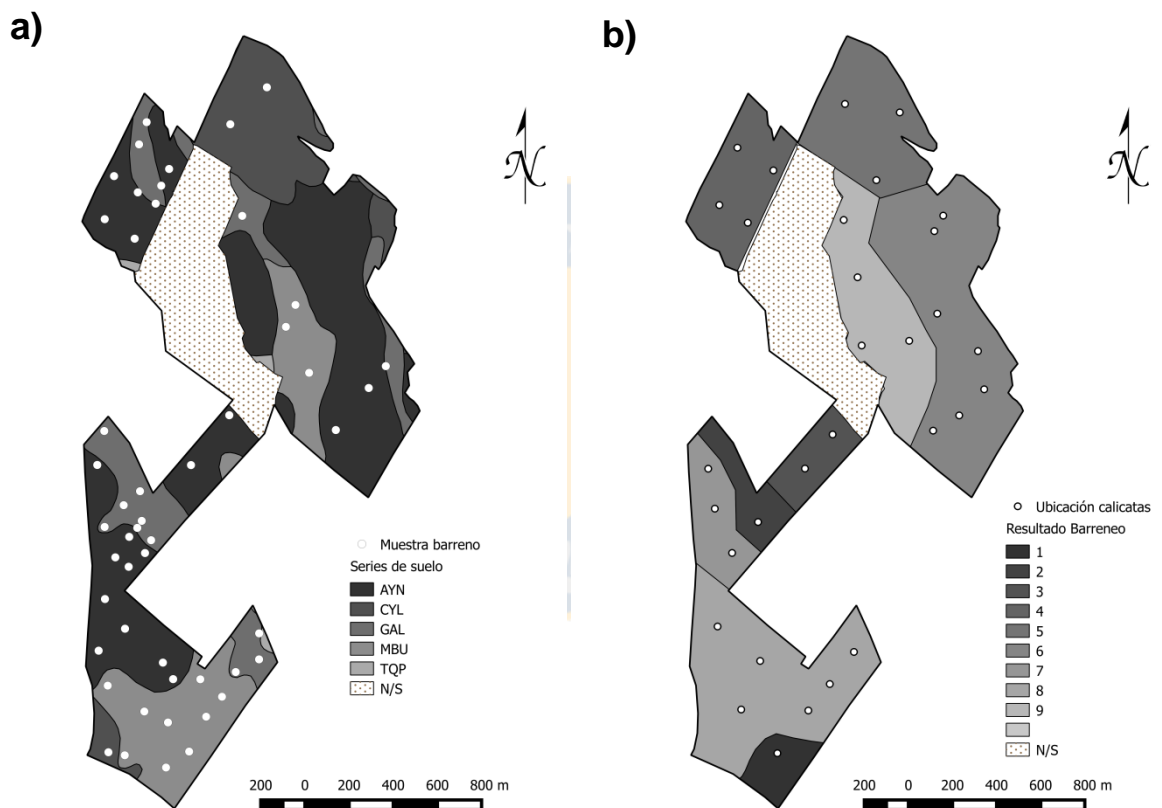 a)
N
Muestra barreno
Series de suelo
AYN
CYL
GAL
MBU
TQP
N/S
200 0 200 400 600 800 m
b)
N
Ubicación calicatas
Resultado Barreneo
1
2
3
4
5
6
7
8
9
N/S
200 0 200 400 600 800 m